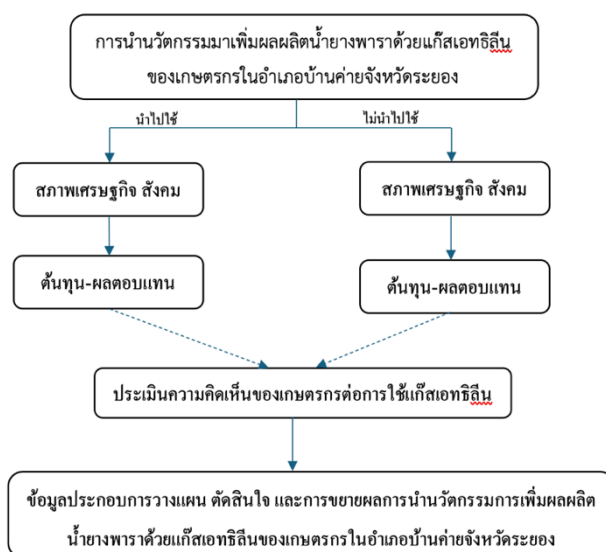 การนำนวัตกรรมมาเพิ่มผลผลิตน้ำยางพาราด้วยแก๊สเอทธิลีน
ของเกษตรกรในอำเภอบ้านค่ายจังหวัดระยอง
นำไปใช้
ไม่นำไปใช้
สภาพเศรษฐกิจ สังคม
สภาพเศรษฐกิจ สังคม
ต้นทุน-ผลตอบแทน
ต้นทุน-ผลตอบแทน
ประเมินความคิดเห็นของเกษตรกรต่อการใช้แก๊สเอทธิลีน
ข้อมูลประกอบการวางแผน ตัดสินใจ และการขยายผลการนำนวัตกรรมการเพิ่มผลผลิต
น้ำยางพาราด้วยแก๊สเอทธิลีนของเกษตรกรในอำเภอบ้านค่ายจังหวัดระยอง